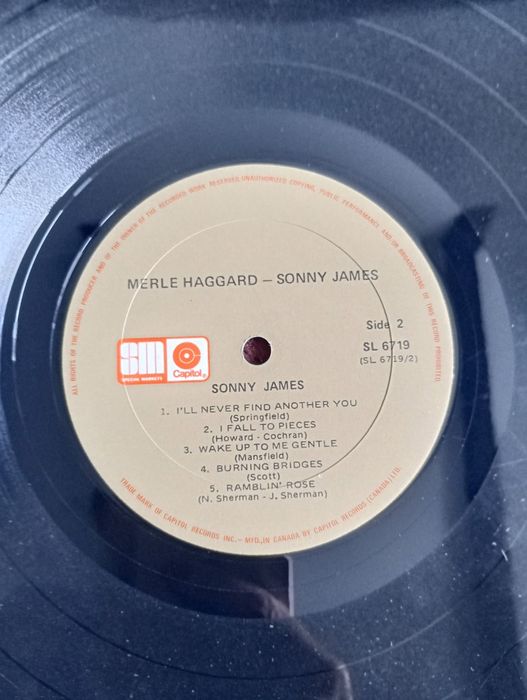 ALL RIGHTS OF THE RECORD PRODUCER AND OF THE OWNER OF THE RECORDED WORK RESERVED. UNAUTHORIZED COPYING, PUBLIC PERFORMANCE AND/OR BROADCASTING OF THIS RECORD PROHIBITED.
MERLE HAGGARD – SONNY JAMES
Side 2
SL 6719
(SL 6719/2)
SM
SPECIAL MARKETS
Capitol®
SONNY JAMES
1. I'LL NEVER FIND ANOTHER YOU
(Springfield)
2. I FALL TO PIECES
(Howard - Cochran)
3. WAKE UP TO ME GENTLE
(Mansfield)
4. BURNING BRIDGES
(Scott)
5. RAMBLIN' ROSE
(N. Sherman - J. Sherman)
TRADE MARK OF CAPITOL RECORDS INC. – MFD. IN CANADA BY CAPITOL RECORDS (CANADA) LTD.